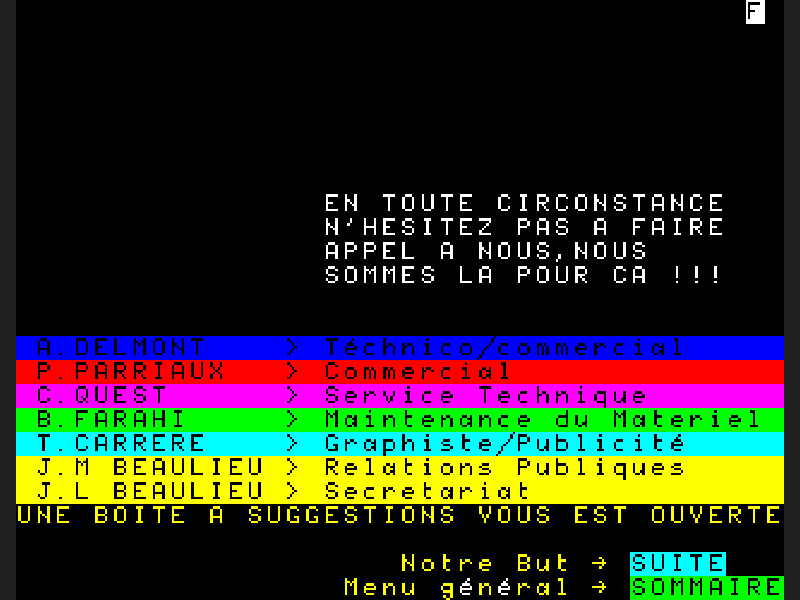 F
EN TOUTE CIRCONSTANCE
N'HESITEZ PAS A FAIRE
APPEL A NOUS,NOUS
SOMMES LA POUR CA !!!
A.DELMONT > Téchnico/commercial
P.PARRIAUX > Commercial
C.QUEST > Service Technique
B.FARAHI > Maintenance du Materiel
T.CARRERE > Graphiste/Publicité
J.M BEAULIEU > Relations Publiques
J.L BEAULIEU > Secretariat
UNE BOITE A SUGGESTIONS VOUS EST OUVERTE
Notre But → SUITE
Menu général → SOMMAIRE